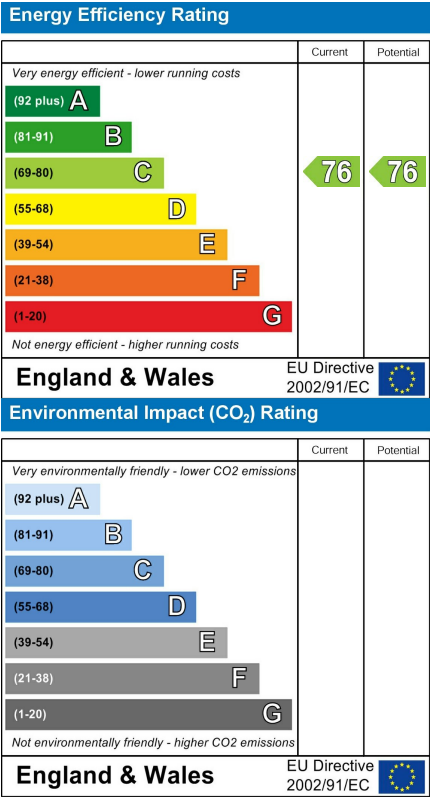 Energy Efficiency Rating
Current Potential
Very energy efficient - lower running costs
(92 plus) A
(81-91) B
(69-80) C 76 76
(55-68) D
(39-54) E
(21-38) F
(1-20) G
Not energy efficient - higher running costs
England & Wales
EU Directive
2002/91/EC
Environmental Impact (CO₂) Rating
Current Potential
Very environmentally friendly - lower CO2 emissions
(92 plus) A
(81-91) B
(69-80) C
(55-68) D
(39-54) E
(21-38) F
(1-20) G
Not environmentally friendly - higher CO2 emissions
England & Wales
EU Directive
2002/91/EC